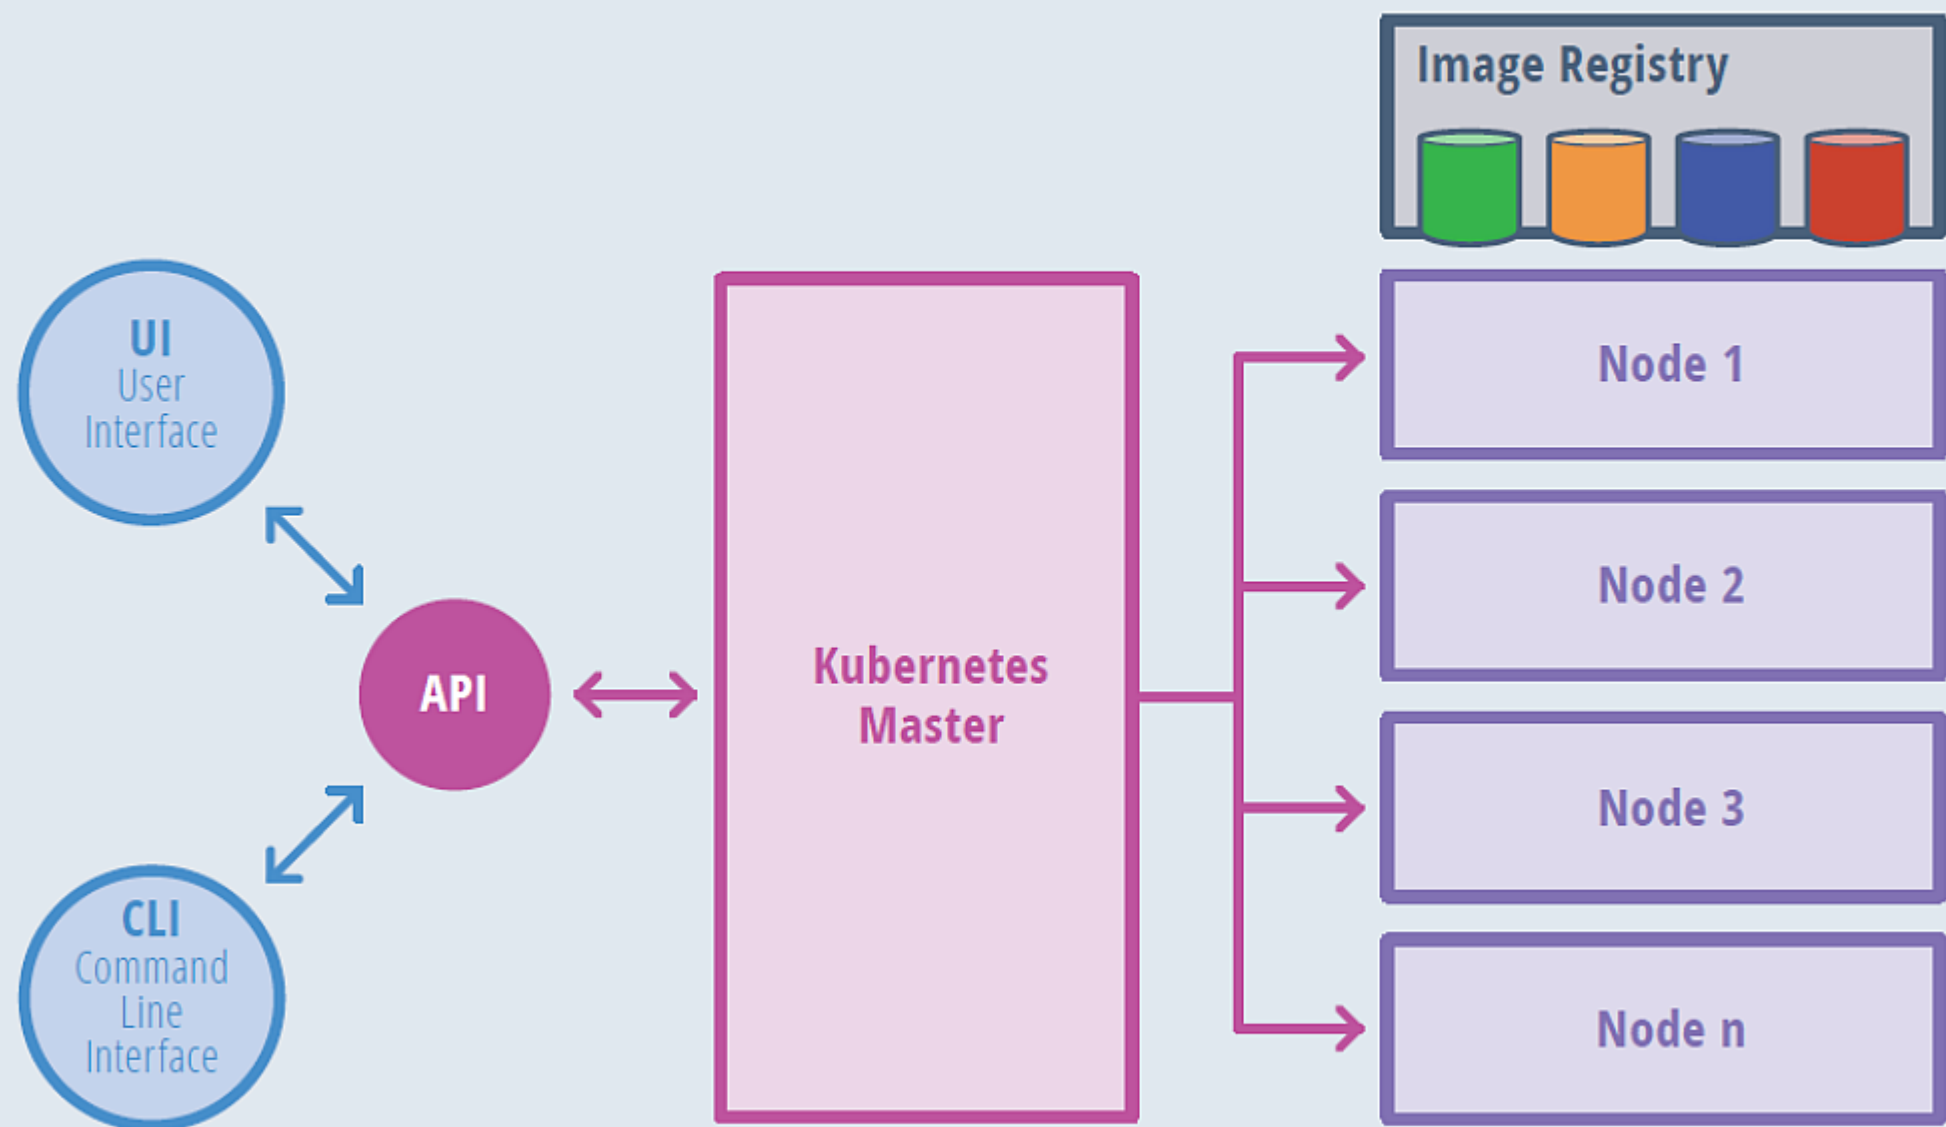 Image Registry
UI
User
Interface
API
CLI
Command
Line
Interface
Kubernetes
Master
Node 1
Node 2
Node 3
Node n